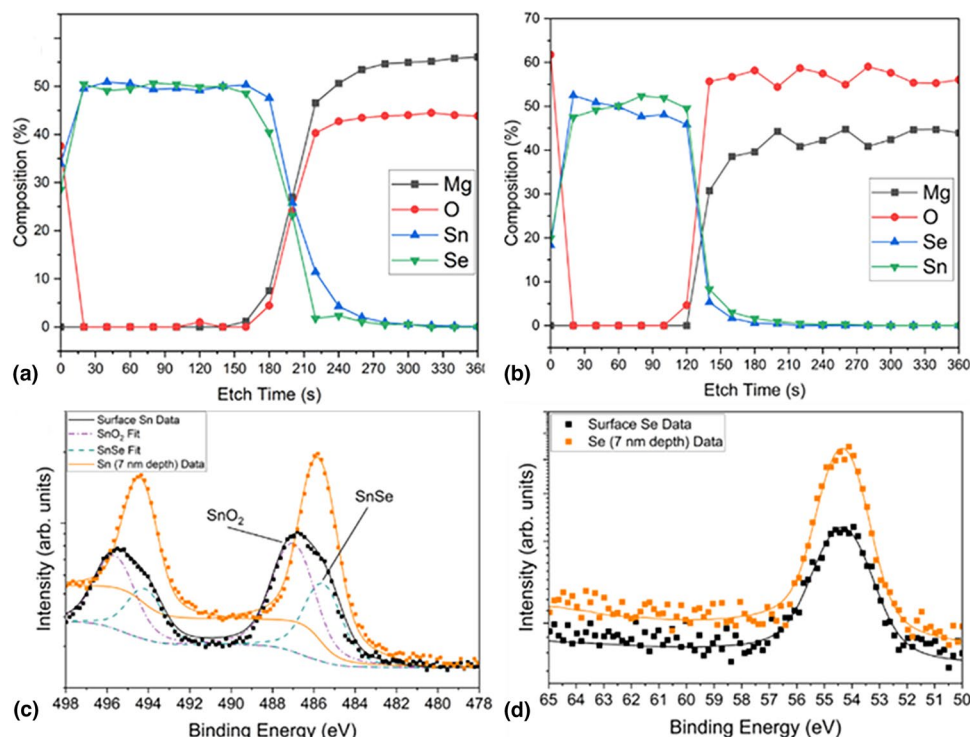 50
40
30
20
10
0
Composition (%)
Mg
O
Sn
Se
0 30 60 90 120 150 180 210 240 270 300 330 360
Etch Time (s)
(a)
70
60
50
40
30
20
10
0
Composition (%)
Mg
O
Se
Sn
0 30 60 90 120 150 180 210 240 270 300 330 360
Etch Time (s)
(b)
Surface Sn Data
SnO₂ Fit
SnSe Fit
Sn (7 nm depth) Data
SnO₂
SnSe
Intensity (arb. units)
498 496 494 492 490 488 486 484 482 480 478
Binding Energy (eV)
(c)
Surface Se Data
Se (7 nm depth) Data
Intensity (arb. units)
65 64 63 62 61 60 59 58 57 56 55 54 53 52 51 50
Binding Energy (eV)
(d)